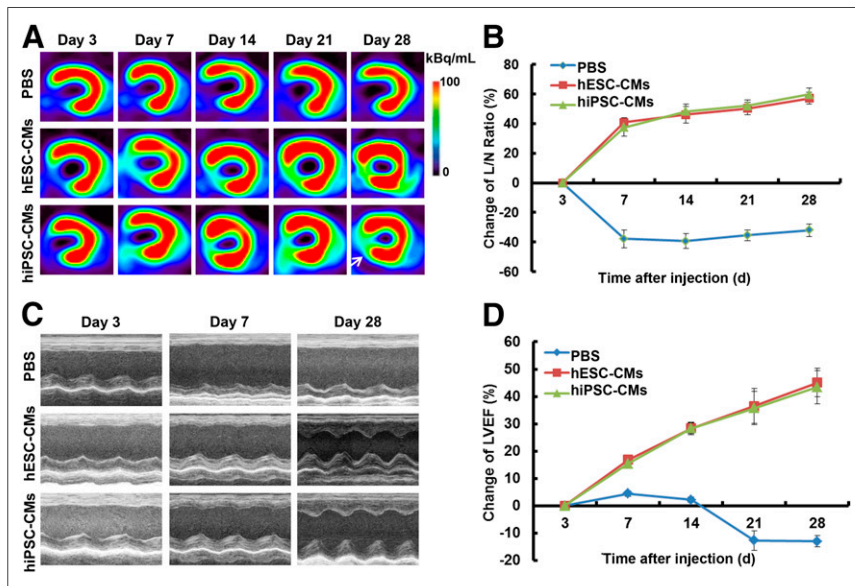 A
Day 3 Day 7 Day 14 Day 21 Day 28
kBq/mL
100
0
PBS
hESC-CMs
hiPSC-CMs
B
PBS
hESC-CMs
hiPSC-CMs
Change of L/N Ratio (%)
80
60
40
20
0
-20
-40
-60
3 7 14 21 28
Time after injection (d)
C
Day 3 Day 7 Day 28
PBS
hESC-CMs
hiPSC-CMs
D
PBS
hESC-CMs
hiPSC-CMs
Change of LVEF (%)
60
50
40
30
20
10
0
-10
-20
3 7 14 21 28
Time after injection (d)